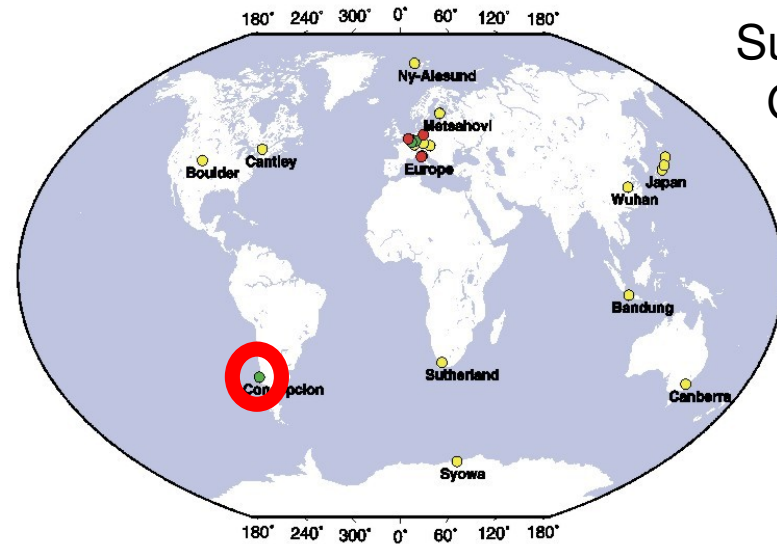 180° 240° 300° 0° 60° 120° 180°
Su
Ny-Alesund
Metsahovi
Cantley
Boulder
Europe
Japan
Wuhan
Bandung
Concepcion
Sutherland
Canberra
Syowa
180° 240° 300° 0° 60° 120° 180°